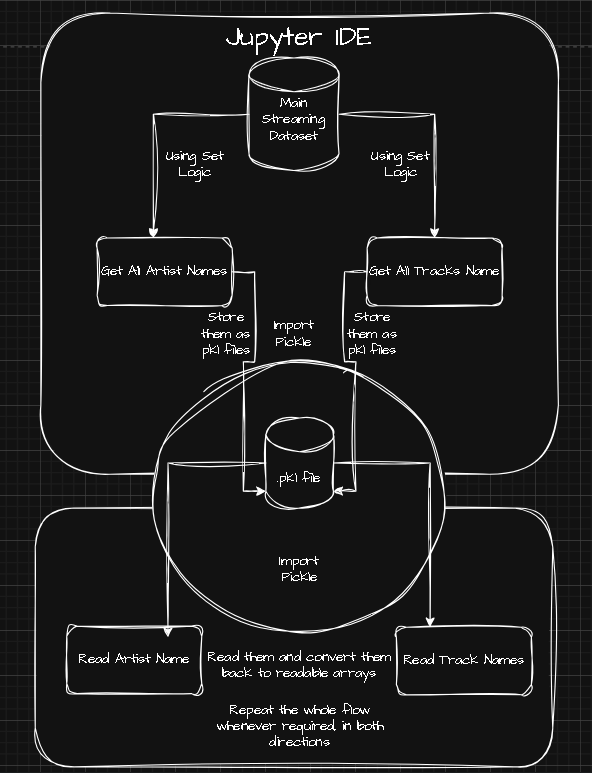 Jupyter IDE
Main
Streaming
Dataset
Using Set
Logic
Using Set
Logic
Get All Artist Names
Get All Tracks Name
Store
them as
pkl files
Import
Pickle
Store
them as
pkl files
.pkl file
Import
Pickle
Read Artist Name
Read them and convert them
back to readable arrays
Read Track Names
Repeat the whole flow
whenever required, in both
directions